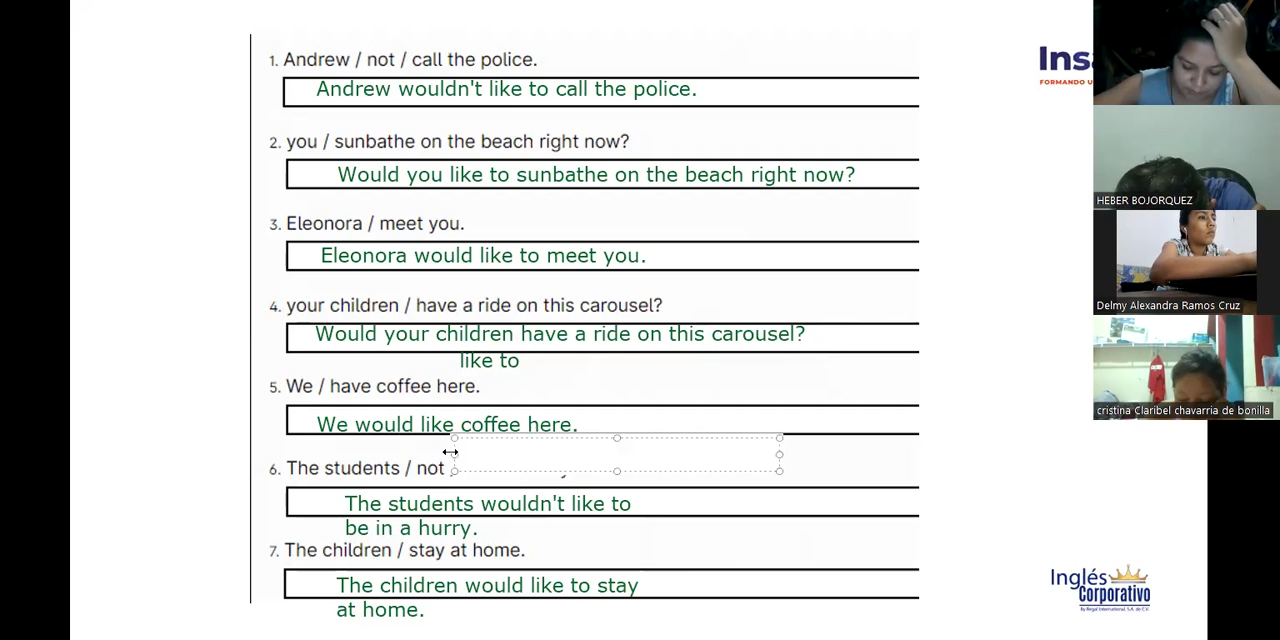 1. Andrew / not / call the police.
Andrew wouldn't like to call the police.
2. you / sunbathe on the beach right now?
Would you like to sunbathe on the beach right now?
3. Eleonora / meet you.
Eleonora would like to meet you.
4. your children / have a ride on this carousel?
Would your children have a ride on this carousel?
like to
5. We / have coffee here.
We would like coffee here.
6. The students / not
The students wouldn't like to
be in a hurry.
7. The children / stay at home.
The children would like to stay
at home.
FORMANDO
HEBER BOJORQUEZ
Delmy Alexandra Ramos Cruz
cristina Claribel chavarria de bonilla
Inglés
Corporativo